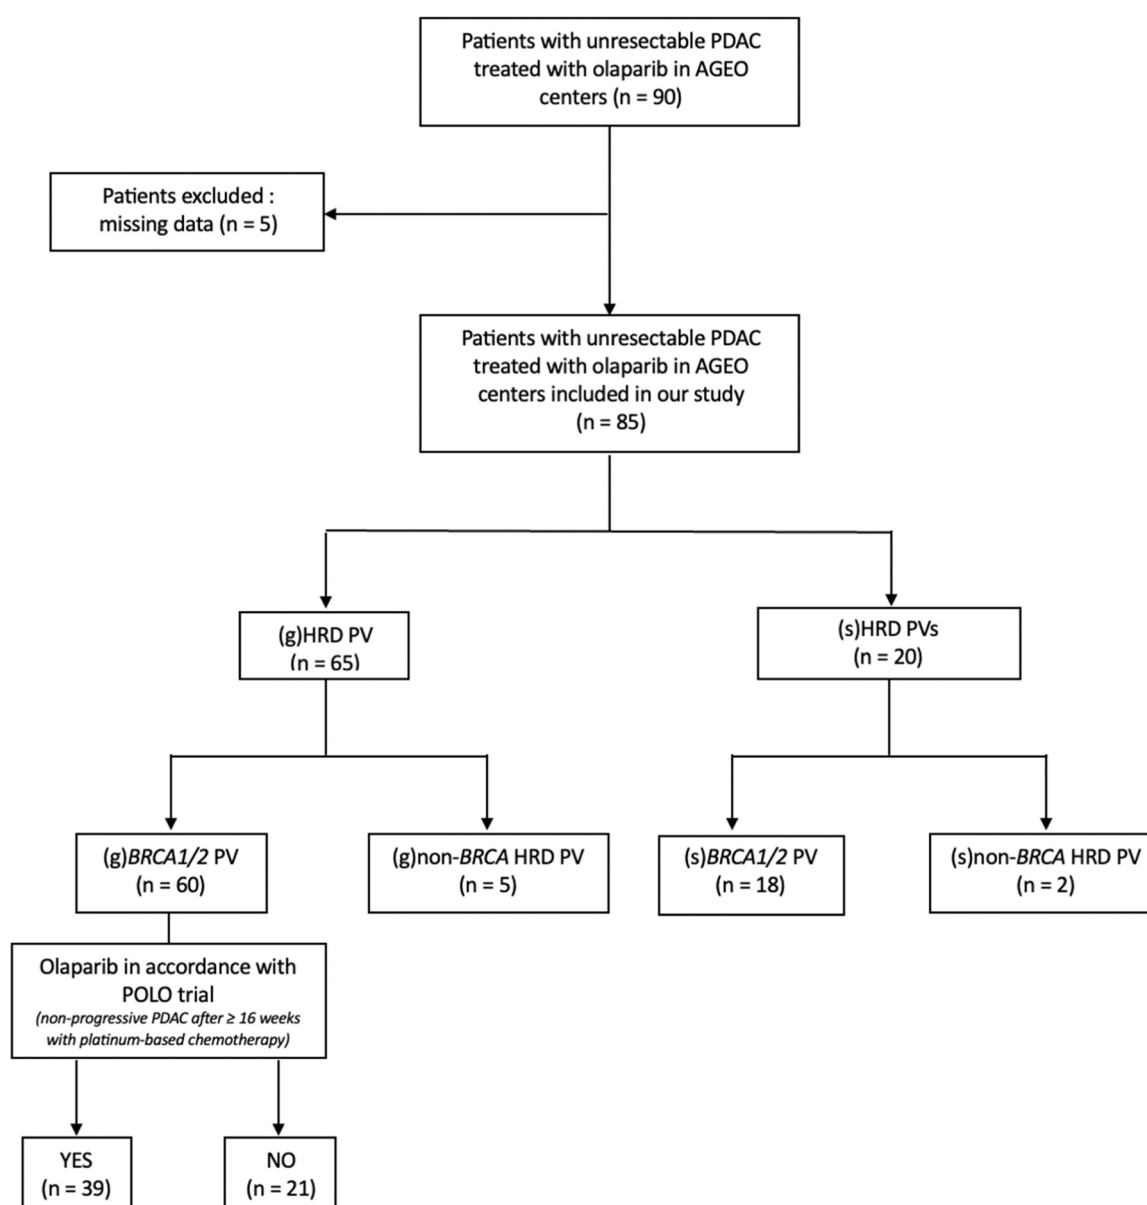 Patients with unresectable PDAC
treated with olaparib in AGEO
centers (n = 90)
Patients excluded :
missing data (n = 5)
Patients with unresectable PDAC
treated with olaparib in AGEO
centers included in our study
(n = 85)
(g)HRD PV
(n = 65)
(s)HRD PVs
(n = 20)
(g)BRCA1/2 PV
(n = 60)
(g)non-BRCA HRD PV
(n = 5)
(s)BRCA1/2 PV
(n = 18)
(s)non-BRCA HRD PV
(n = 2)
Olaparib in accordance with
POLO trial
(non-progressive PDAC after ≥ 16 weeks
with platinum-based chemotherapy)
YES
(n = 39)
NO
(n = 21)